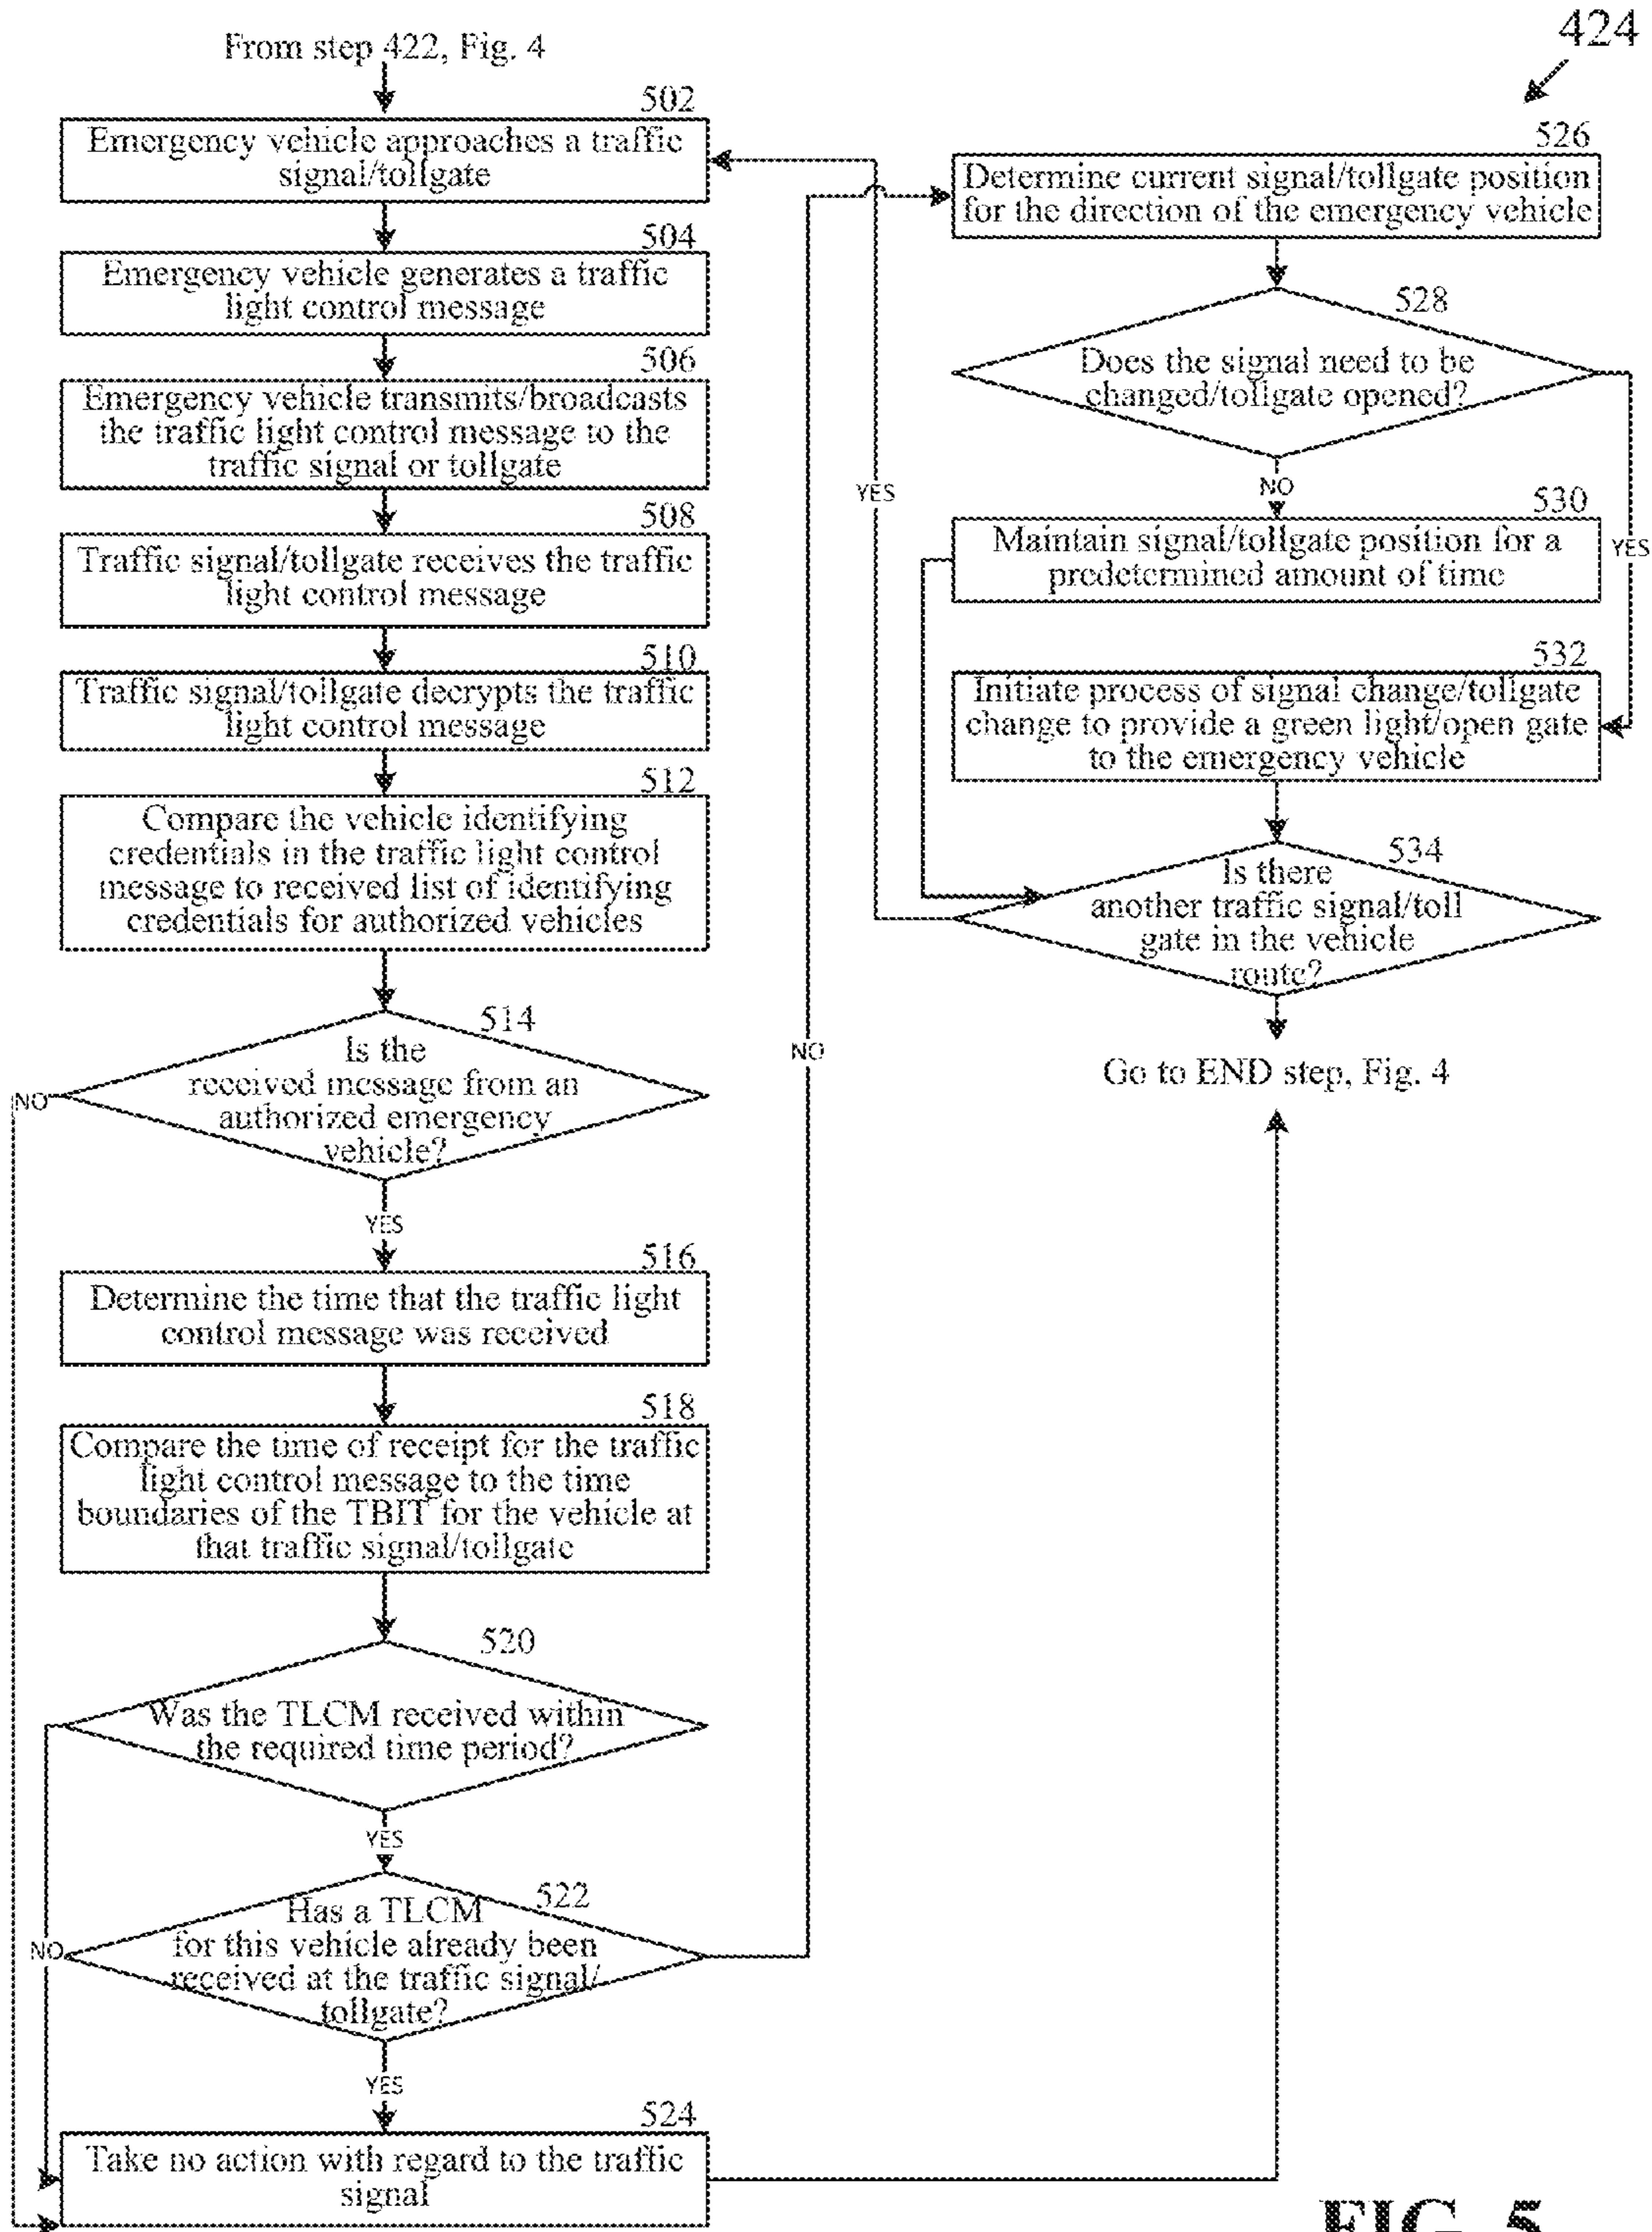 424
From step 422, Fig. 4
502
Emergency vehicle approaches a traffic
signal/tollgate
504
Emergency vehicle generates a traffic
light control message
506
Emergency vehicle transmits/broadcasts
the traffic light control message to the
traffic signal or tollgate
508
Traffic signal/tollgate receives the traffic
light control message
510
Traffic signal/tollgate decrypts the traffic
light control message
512
Compare the vehicle identifying
credentials in the traffic light control
message to received list of identifying
credentials for authorized vehicles
514
Is the
received message from an
authorized emergency
vehicle?
NO
YES
516
Determine the time that the traffic light
control message was received
518
Compare the time of receipt for the traffic
light control message to the time
boundaries of the TBIT for the vehicle at
that traffic signal/tollgate
520
Was the TLCM received within
the required time period?
YES
NO
522
Has a TLCM
for this vehicle already been
received at the traffic signal/
tollgate?
YES
NO
524
Take no action with regard to the traffic
signal
526
Determine current signal/tollgate position
for the direction of the emergency vehicle
528
Does the signal need to be
changed/tollgate opened?
NO
YES
530
Maintain signal/tollgate position for a
predetermined amount of time
532
Initiate process of signal change/tollgate
change to provide a green light/open gate
to the emergency vehicle
534
Is there
another traffic signal/toll
gate in the vehicle
route?
YES
Go to END step, Fig. 4
FIG. 5